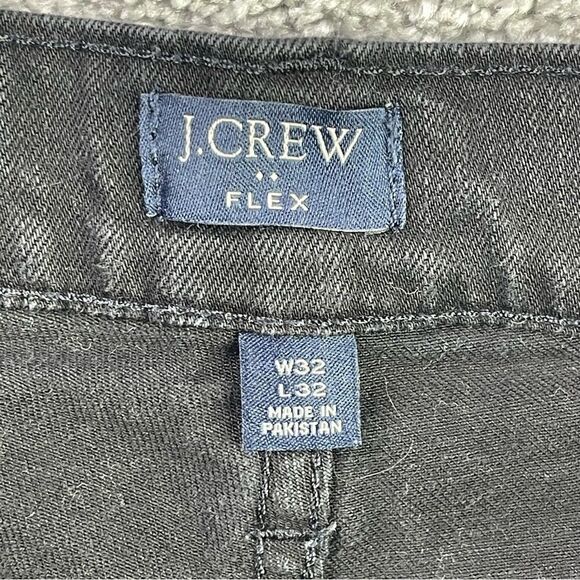 J.CREW
FLEX
W32
L32
MADE IN
PAKISTAN